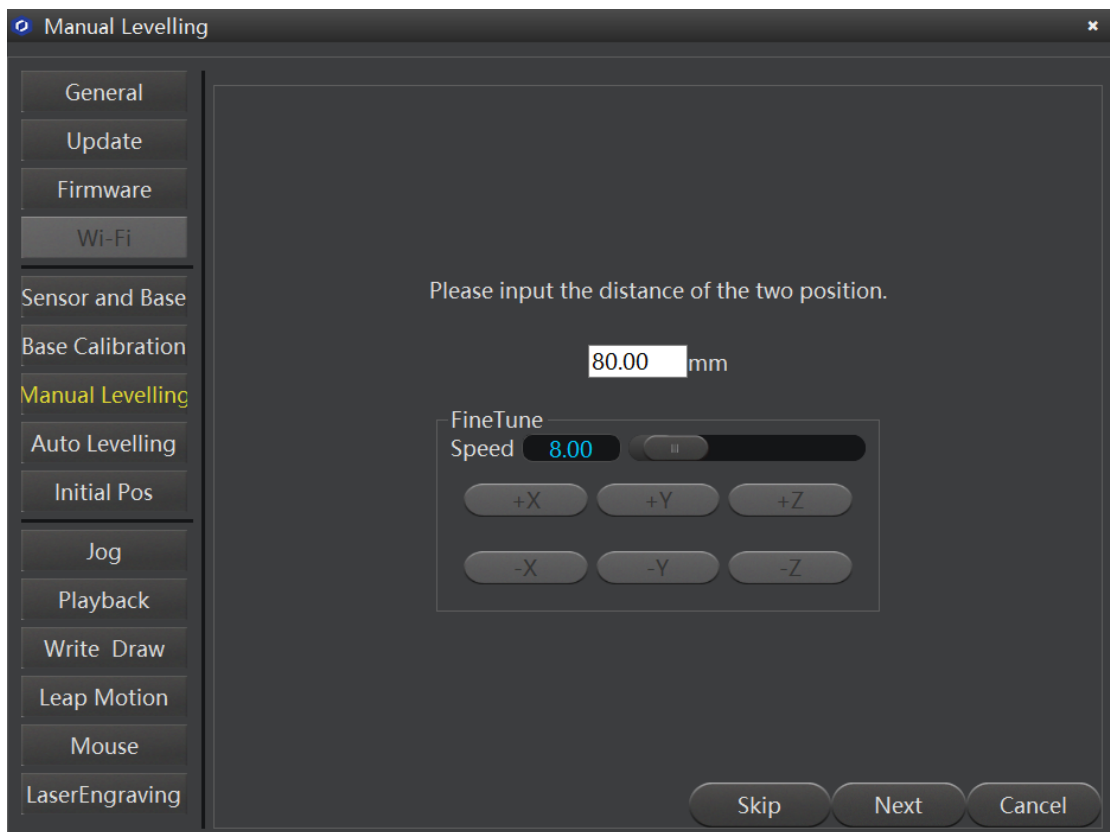 Manual Levelling
General
Update
Firmware
Wi-Fi
Sensor and Base
Base Calibration
Manual Levelling
Auto Levelling
Initial Pos
Jog
Playback
Write Draw
Leap Motion
Mouse
LaserEngraving
Please input the distance of the two position.
80.00 mm
FineTune
Speed 8.00
+X +Y +Z
-X -Y -Z
Skip Next Cancel